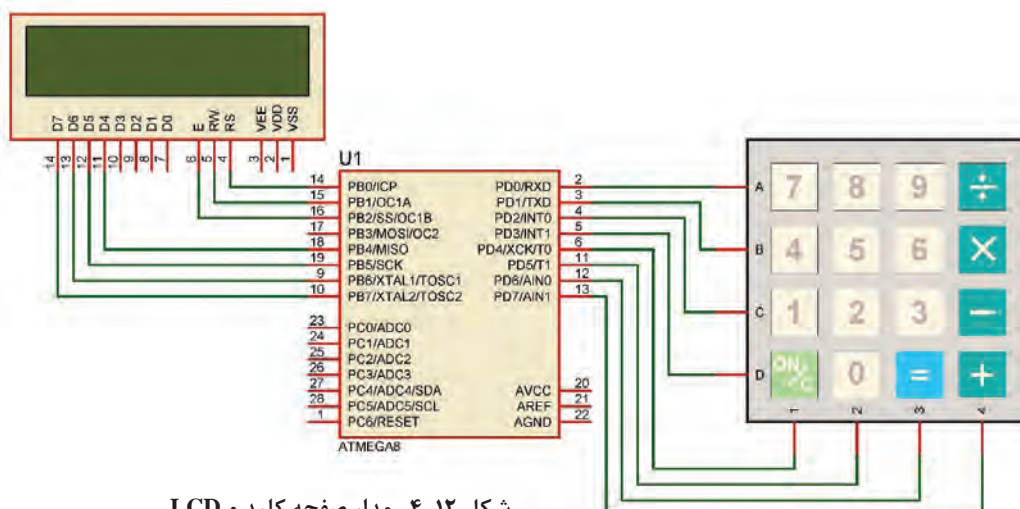 D7 D6 D5 D4 D3 D2 D1 D0 E RW RS VEE VDD VSS
14 13 12 11 10 9 8 7 6 5 4 3 2 1
U1
14 PB0/ICP PD0/RXD 2
15 PB1/OC1A PD1/TXD 3
16 PB2/SS/OC1B PD2/INT0 4
17 PB3/MOSI/OC2 PD3/INT1 5
18 PB4/MISO PD4/XCK/T0 6
19 PB5/SCK PD5/T1 11
9 PB6/XTAL1/TOSC1 PD6/AIN0 12
10 PB7/XTAL2/TOSC2 PD7/AIN1 13
23 PC0/ADC0
24 PC1/ADC1
25 PC2/ADC2
26 PC3/ADC3
27 PC4/ADC4/SDA AVCC 20
28 PC5/ADC5/SCL AREF 21
1 PC6/RESET AGND 22
ATMEGA8
A 7 8 9 ÷
B 4 5 6 ×
C 1 2 3 −
D ON/C 0 = +
1 2 3 4
شکل ۱۲ـ۴ـ مدار صفحه کلید و LCD